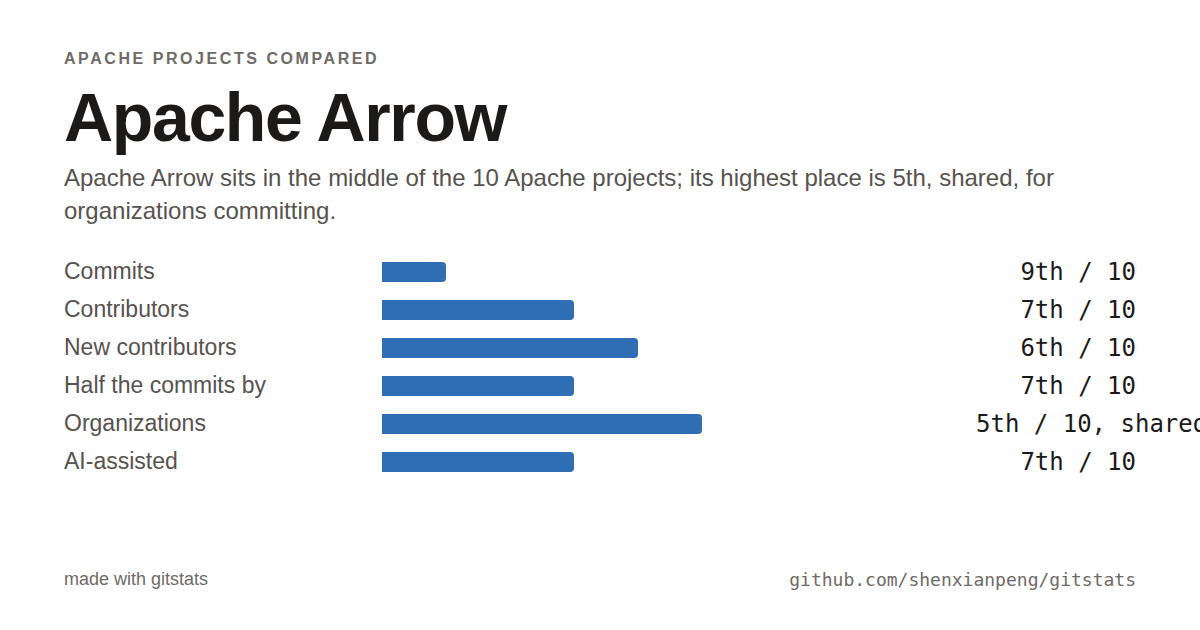 APACHE PROJECTS COMPARED
Apache Arrow
Apache Arrow sits in the middle of the 10 Apache projects; its highest place is 5th, shared, for
organizations committing.
Commits 9th / 10
Contributors 7th / 10
New contributors 6th / 10
Half the commits by 7th / 10
Organizations 5th / 10, shared
AI-assisted 7th / 10
made with gitstats github.com/shenxianpeng/gitstats